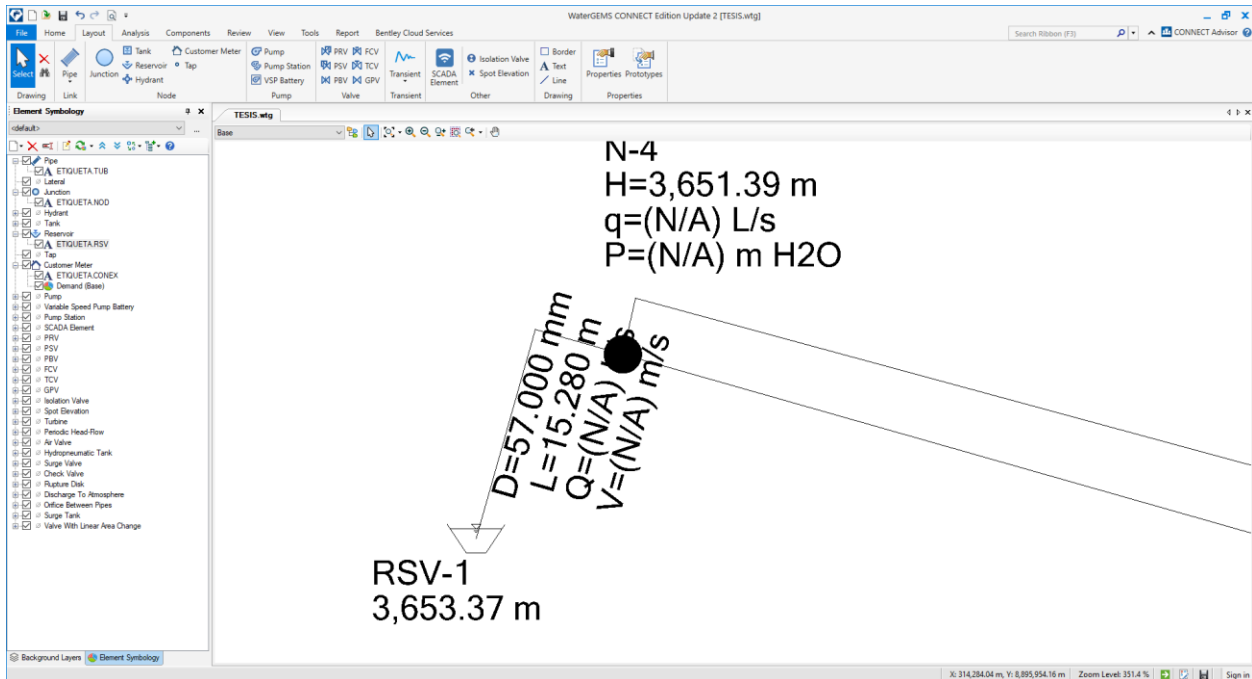 WaterGEMS CONNECT Edition Update 2 [TESIS.wtg]
File Home Layout Analysis Components Review View Tools Report Bentley Cloud Services
Search Ribbon (F3)
CONNECT Advisor
Select
Pipe
Junction
Tank
Reservoir
Hydrant
Customer Meter
Tap
Pump
Pump Station
VSP Battery
PRV FCV
PSV TCV
PBV GPV
Transient
SCADA
Element
Isolation Valve
Spot Elevation
Border
Text
Line
Properties Prototypes
Drawing Link Node Pump Valve Transient Other Drawing Properties
Element Symbology
<default>
...
Pipe
ETIQUETA.TUB
Lateral
Junction
ETIQUETA.NOD
Hydrant
Tank
Reservoir
ETIQUETA.RSV
Tap
Customer Meter
ETIQUETA.CONEX
Demand (Base)
Pump
Variable Speed Pump Battery
Pump Station
SCADA Element
PRV
PSV
PBV
FCV
TCV
GPV
Isolation Valve
Spot Elevation
Turbine
Periodic Head-Flow
Air Valve
Hydropneumatic Tank
Surge Valve
Check Valve
Rupture Disk
Discharge To Atmosphere
Orifice Between Pipes
Surge Tank
Valve With Linear Area Change
Background Layers Element Symbology
TESIS.wtg
Base
N-4
H=3,651.39 m
q=(N/A) L/s
P=(N/A) m H2O
D=57.000 mm
L=15.280 m
Q=(N/A) L/s
V=(N/A) m/s
RSV-1
3,653.37 m
X: 314,284.04 m, Y: 8,895,954.16 m Zoom Level: 351.4 % Sign in